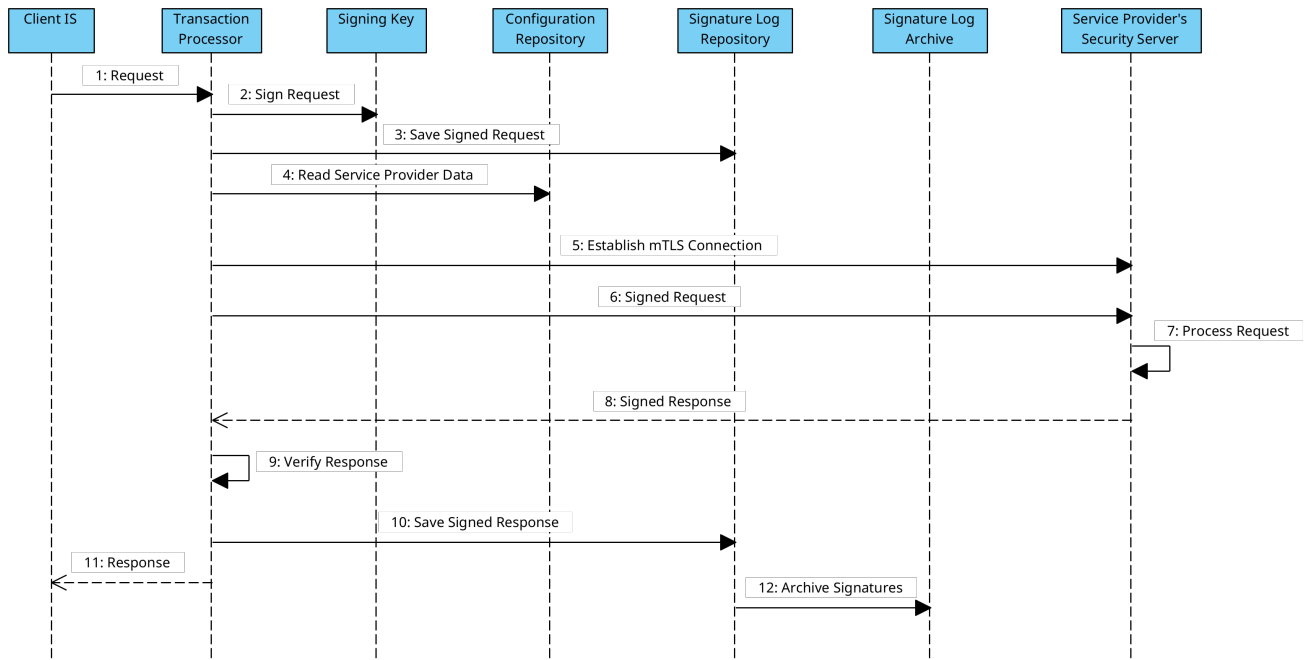 Client IS
Transaction
Processor
Signing Key
Configuration
Repository
Signature Log
Repository
Signature Log
Archive
Service Provider's
Security Server
1: Request
2: Sign Request
3: Save Signed Request
4: Read Service Provider Data
5: Establish mTLS Connection
6: Signed Request
7: Process Request
8: Signed Response
9: Verify Response
10: Save Signed Response
11: Response
12: Archive Signatures